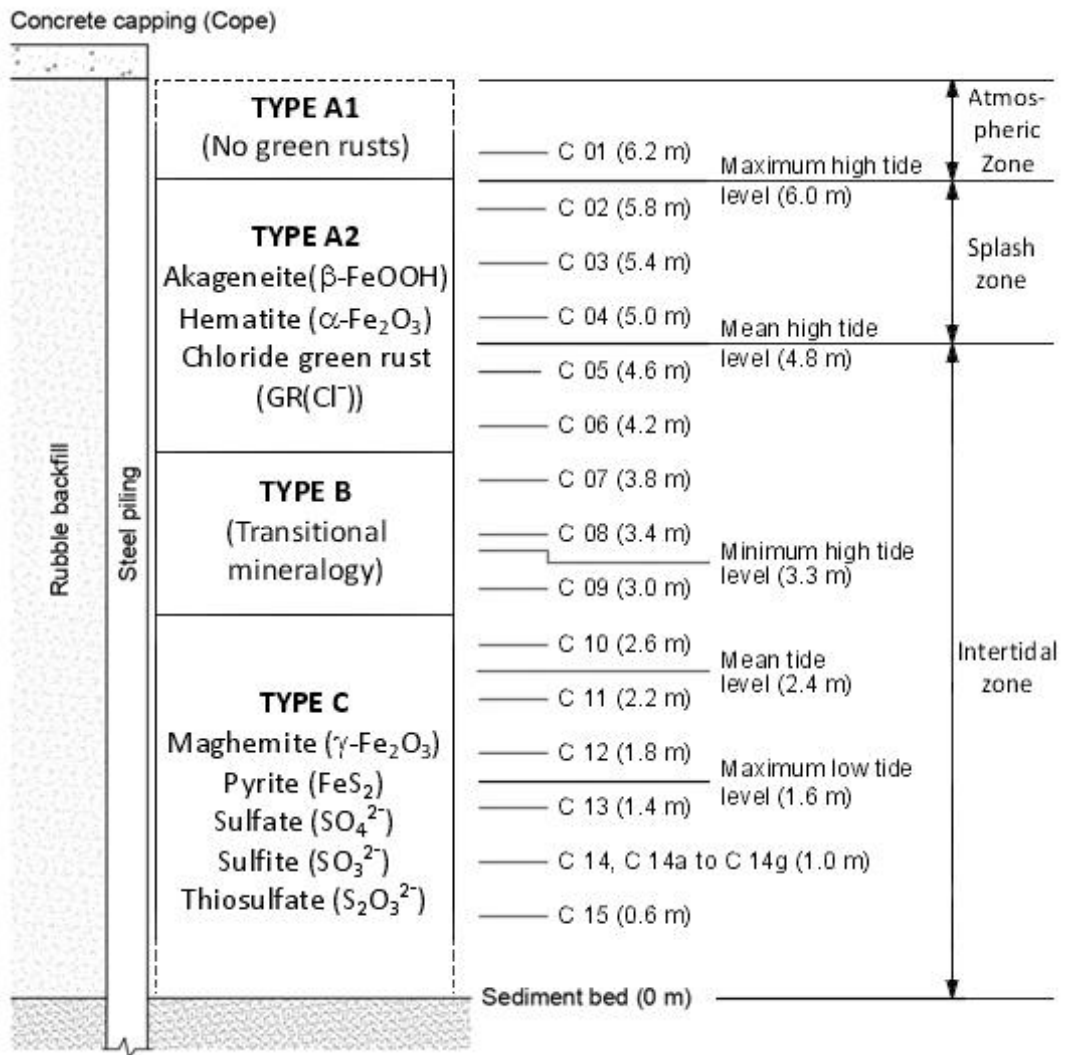 Concrete capping (Cope)
Rubble backfill
Steel piling
TYPE A1
(No green rusts)
TYPE A2
Akageneite(β-FeOOH)
Hematite (α-Fe₂O₃)
Chloride green rust
(GR(Cl⁻))
TYPE B
(Transitional
mineralogy)
TYPE C
Maghemite (γ-Fe₂O₃)
Pyrite (FeS₂)
Sulfate (SO₄²⁻)
Sulfite (SO₃²⁻)
Thiosulfate (S₂O₃²⁻)
C 01 (6.2 m)
C 02 (5.8 m)
C 03 (5.4 m)
C 04 (5.0 m)
C 05 (4.6 m)
C 06 (4.2 m)
C 07 (3.8 m)
C 08 (3.4 m)
C 09 (3.0 m)
C 10 (2.6 m)
C 11 (2.2 m)
C 12 (1.8 m)
C 13 (1.4 m)
C 14, C 14a to C 14g (1.0 m)
C 15 (0.6 m)
Sediment bed (0 m)
Maximum high tide
level (6.0 m)
Mean high tide
level (4.8 m)
Minimum high tide
level (3.3 m)
Mean tide
level (2.4 m)
Maximum low tide
level (1.6 m)
Atmos-
pheric
Zone
Splash
zone
Intertidal
zone